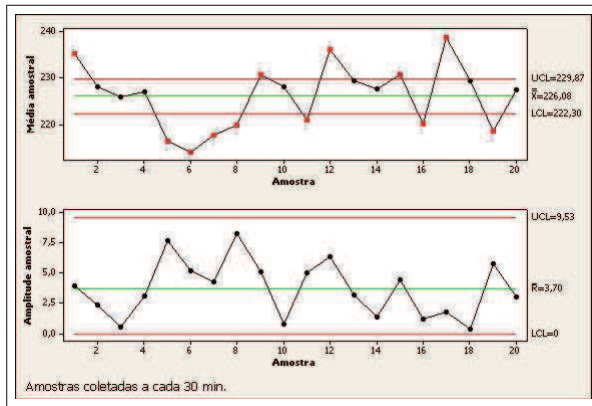 240
230
220
Média amostral
UCL=229,87
X=226,08
LCL=222,30
2 4 6 8 10 12 14 16 18 20
Amostra
10,0
7,5
5,0
2,5
0,0
Amplitude amostral
UCL=9,53
R=3,70
LCL=0
2 4 6 8 10 12 14 16 18 20
Amostra
Amostras coletadas a cada 30 min.